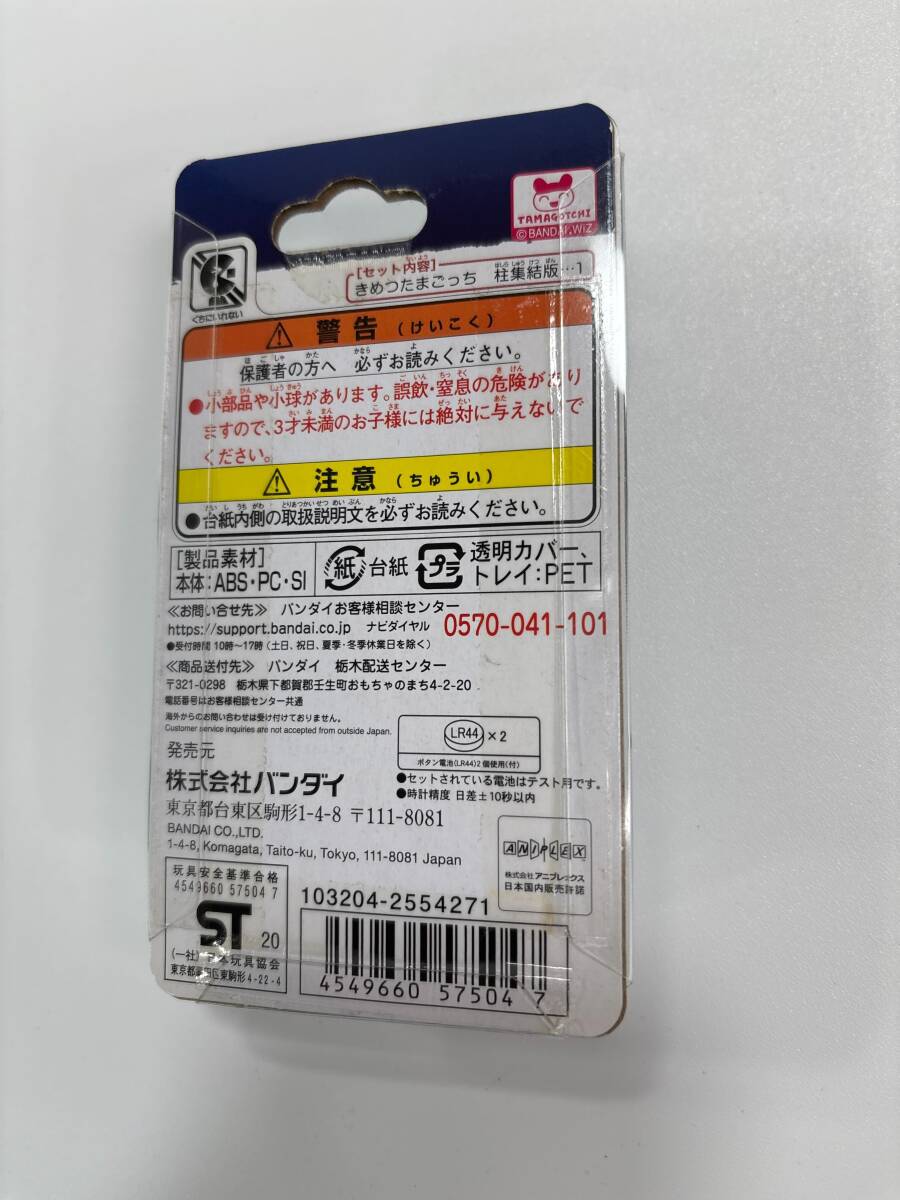 TAMAGOTCHI
©BANDAI,WiZ
くちにいれない
[セット内容]
きめつたまごっち 柱集結版…1
警告(けいこく)
保護者の方へ 必ずお読みください。
●小部品や小球があります。誤飲・窒息の危険があり
ますので、3才未満のお子様には絶対に与えないで
ください。
注意(ちゅうい)
●台紙内側の取扱説明文を必ずお読みください。
[製品素材]
本体:ABS・PC・SI
紙 台紙
プラ 透明カバー、
トレイ:PET
≪お問い合せ先≫ バンダイお客様相談センター
https://support.bandai.co.jp ナビダイヤル 0570-041-101
●受付時間 10時〜17時(土日、祝日、夏季・冬季休業日を除く)
≪商品送付先≫ バンダイ 栃木配送センター
〒321-0298 栃木県下都賀郡壬生町おもちゃのまち4-2-20
電話番号はお客様相談センター共通
海外からのお問い合わせは受け付けておりません。
Customer service inquiries are not accepted from outside Japan.
LR44 ×2
ボタン電池(LR44)2個使用(付)
発売元
株式会社バンダイ
●セットされている電池はテスト用です。
●時計精度 日差±10秒以内
東京都台東区駒形1-4-8 〒111-8081
BANDAI CO.,LTD.
1-4-8, Komagata, Taito-ku, Tokyo, 111-8081 Japan
ANIPLEX
株式会社アニプレックス
日本国内販売許諾
玩具安全基準合格
4549660 57504 7
ST 20
(一社)日本玩具協会
東京都墨田区東駒形4-22-4
103204-2554271
4549660 57504 7